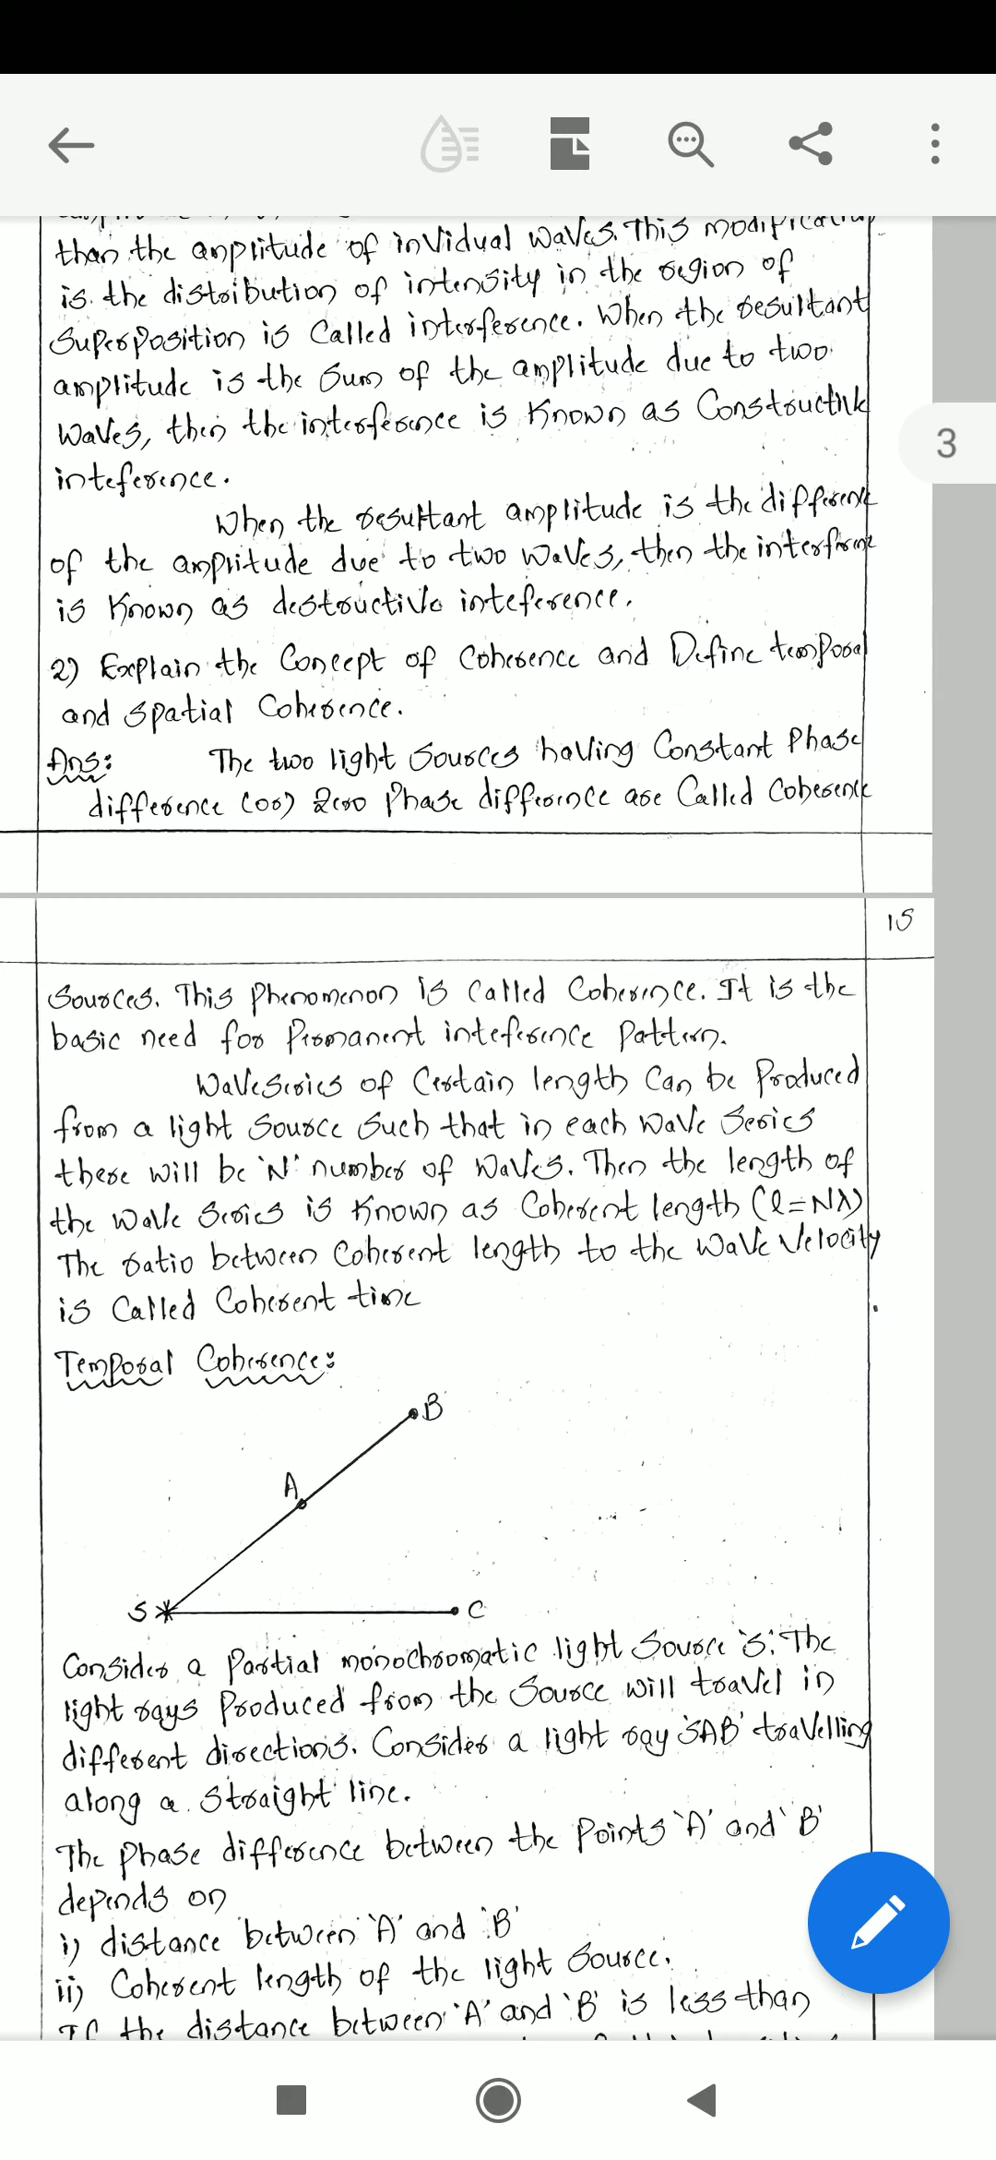 than the amplitude of invidual waves. This modification
is the distribution of intensity in the region of
superposition is called interference. When the resultant
amplitude is the sum of the amplitude due to two
waves, then the interference is known as constructive
inteference.
When the resultant amplitude is the difference
of the amplitude due to two waves, then the interference
is known as destructive inteference.
2) Explain the concept of coherence and Define temporal
and spatial coherence.
Ans: The two light sources having constant phase
difference (or) zero phase difference are called coherence
3
15
sources. This phenomenon is called coherence. It is the
basic need for permanent inteference pattern.
Wave series of certain length can be produced
from a light source such that in each wave series
there will be 'N' number of waves. Then the length of
the wave series is known as coherent length (l=Nλ)
The ratio between coherent length to the wave velocity
is called coherent time
Temporal Coherence:
B
A
S
C
Consider a partial monochromatic light source 'S'. The
light rays produced from the source will travel in
different directions. Consider a light ray 'SAB' travelling
along a straight line.
The phase difference between the points 'A' and 'B'
depends on
i) distance between 'A' and 'B'
ii) Coherent length of the light source.
If the distance between 'A' and 'B' is less than